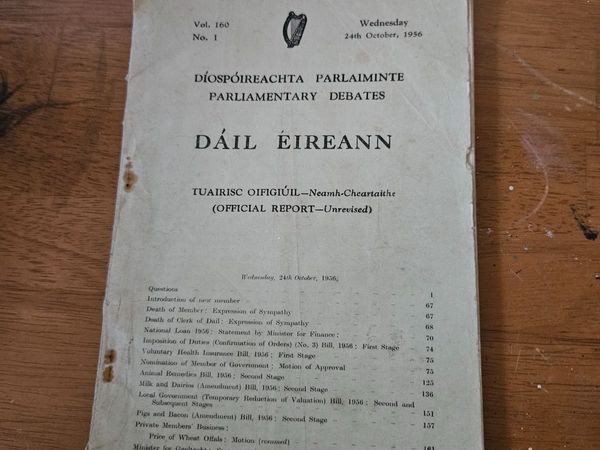 Vol. 160
No. 1
Wednesday
24th October, 1956
DÍOSPÓIREACHTA PARLAIMINTE
PARLIAMENTARY DEBATES
DÁIL ÉIREANN
TUAIRISC OIFIGIÚIL—Neamh-Cheartaithe
(OFFICIAL REPORT—Unrevised)
Wednesday, 24th October, 1956.
Questions 1
Introduction of new member 67
Death of Member: Expression of Sympathy 67
Death of Clerk of Dail: Expression of Sympathy 68
National Loan 1956: Statement by Minister for Finance: 70
Imposition of Duties (Confirmation of Orders) (No. 3) Bill, 1956: First Stage 74
Voluntary Health Insurance Bill, 1956: First Stage 75
Nomination of Member of Government: Motion of Approval 75
Animal Remedies Bill, 1956: Second Stage 125
Milk and Dairies (Amendment) Bill, 1956: Second Stage 136
Local Government (Temporary Reduction of Valuation) Bill, 1956: Second and
Subsequent Stages 151
Pigs and Bacon (Amendment) Bill, 1956: Second Stage 157
Private Members' Business:
Price of Wheat Offals: Motion (resumed) 161
Minister for